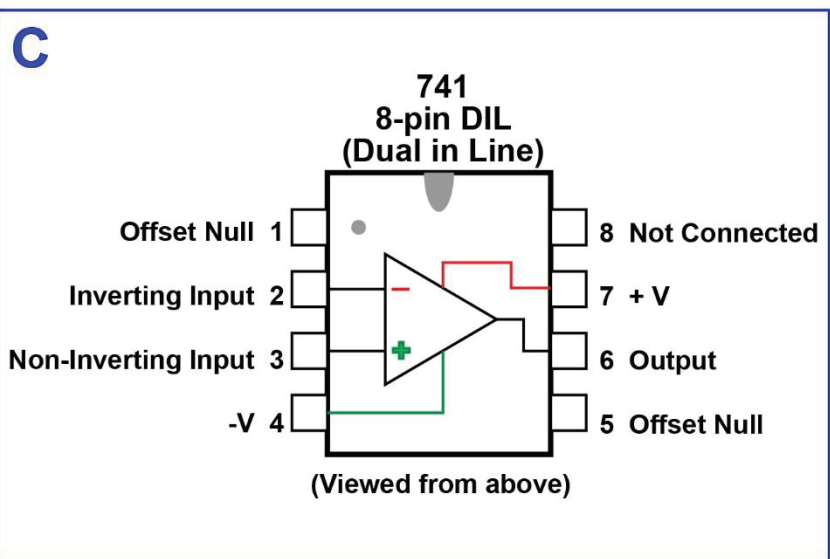 C
741
8-pin DIL
(Dual in Line)
Offset Null 1
8 Not Connected
Inverting Input 2
7 + V
Non-Inverting Input 3
6 Output
-V 4
5 Offset Null
(Viewed from above)